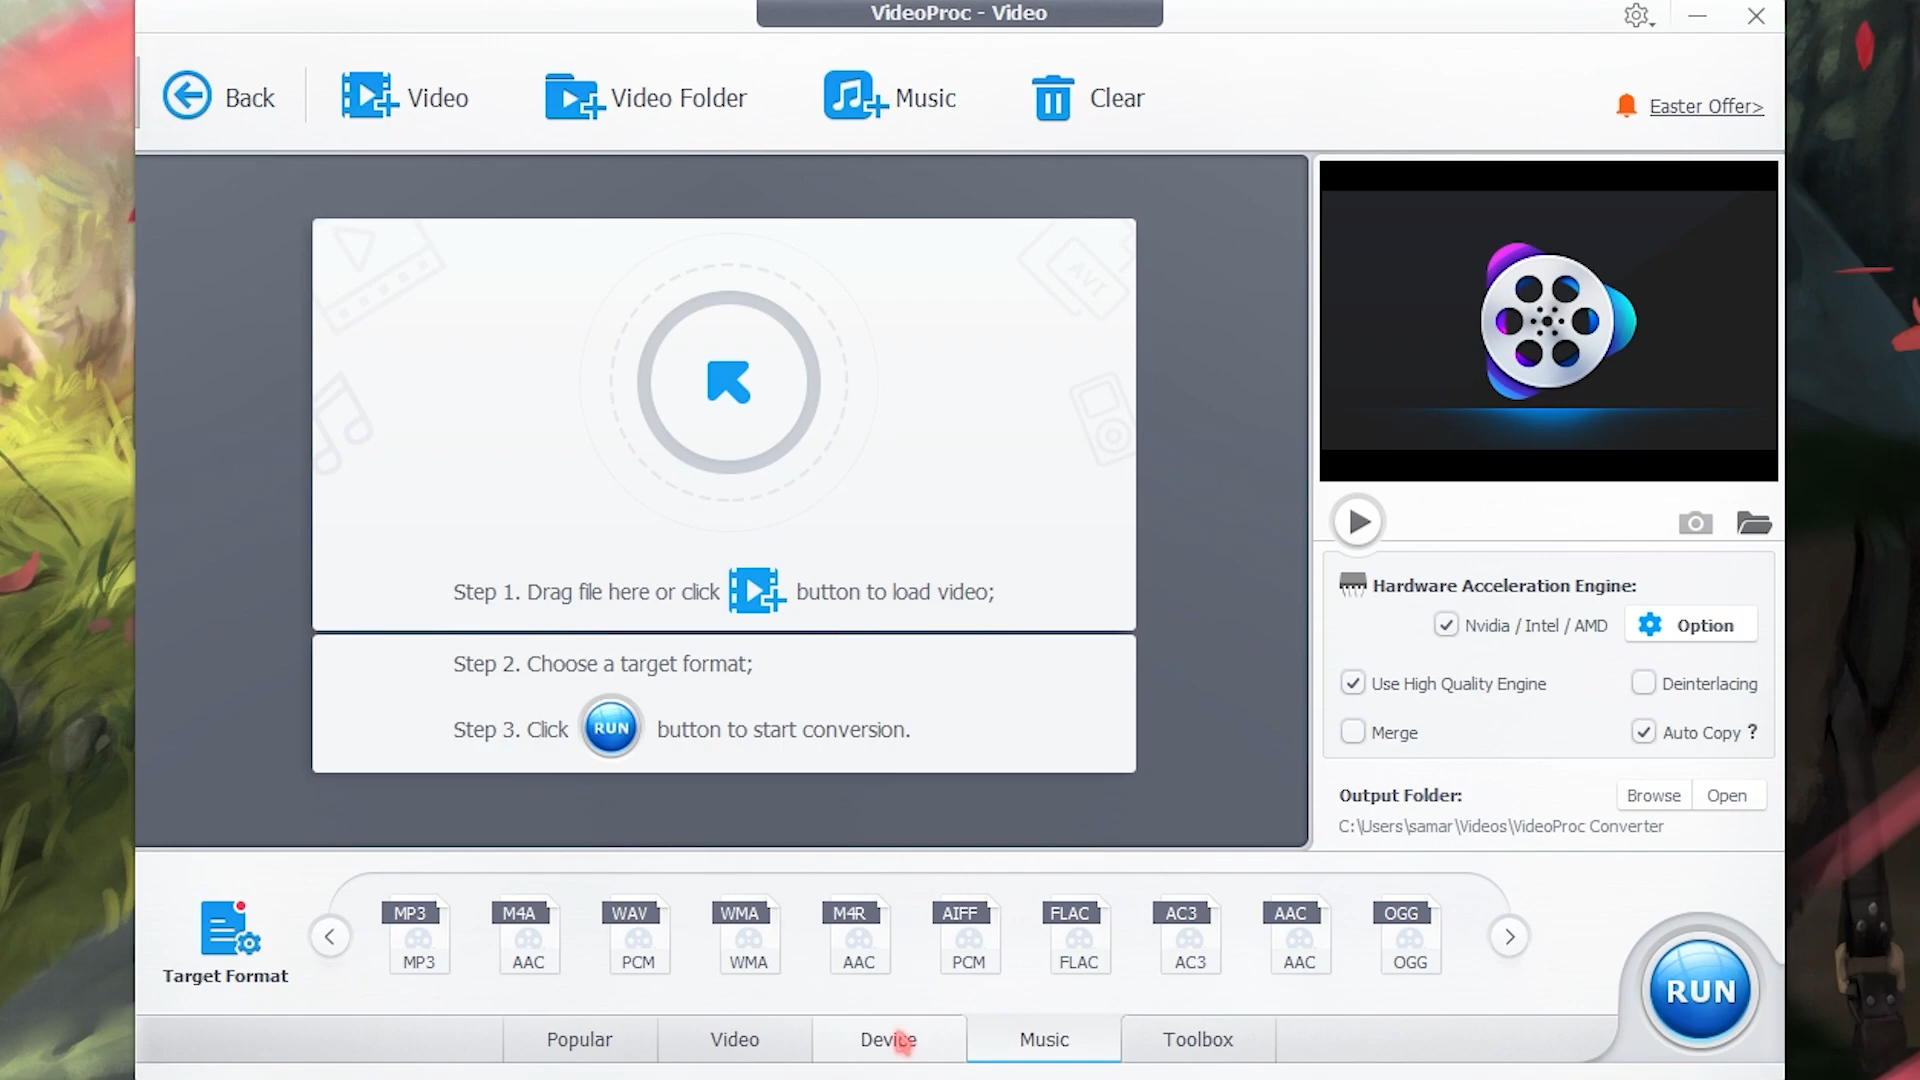 VideoProc - Video
Back
Video
Video Folder
Music
Clear
Easter Offer>
AVI
Step 1. Drag file here or click button to load video;
Step 2. Choose a target format;
Step 3. Click RUN button to start conversion.
Hardware Acceleration Engine:
Nvidia / Intel / AMD Option
Use High Quality Engine Deinterlacing
Merge Auto Copy ?
Output Folder: Browse Open
C:\Users\samar\Videos\VideoProc Converter
Target Format
MP3 M4A WAV WMA M4R AIFF FLAC AC3 AAC OGG
MP3 AAC PCM WMA AAC PCM FLAC AC3 AAC OGG
RUN
Popular Video Device Music Toolbox